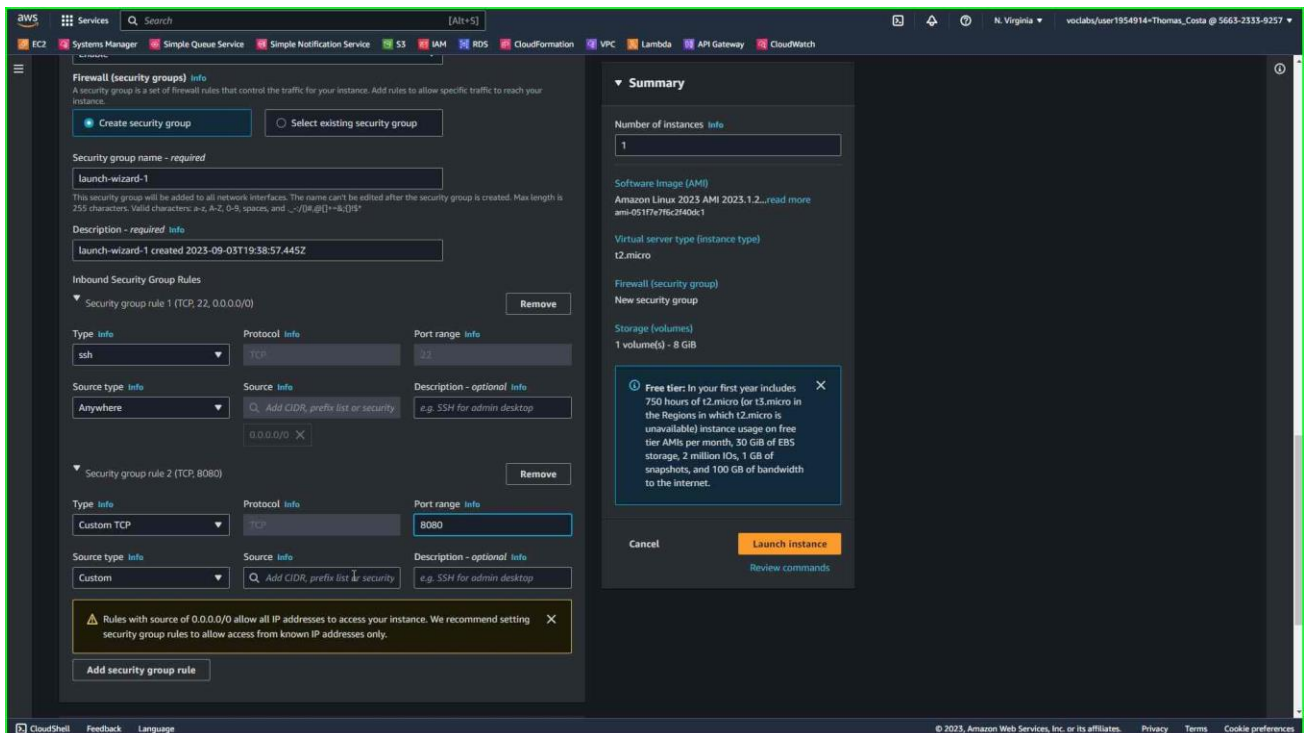 aws
Services
Search
[Alt+S]
N. Virginia
voclabs/user1954914=Thomas_Costa @ 5663-2333-9257
EC2
Systems Manager
Simple Queue Service
Simple Notification Service
S3
IAM
RDS
CloudFormation
VPC
Lambda
API Gateway
CloudWatch
Enable
Firewall (security groups) Info
A security group is a set of firewall rules that control the traffic for your instance. Add rules to allow specific traffic to reach your
instance.
Create security group
Select existing security group
Security group name - required
launch-wizard-1
This security group will be added to all network interfaces. The name can't be edited after the security group is created. Max length is
255 characters. Valid characters: a-z, A-Z, 0-9, spaces, and ._-:/()#,@[]+=&;{}!$*
Description - required Info
launch-wizard-1 created 2023-09-03T19:38:57.445Z
Inbound Security Group Rules
Security group rule 1 (TCP, 22, 0.0.0.0/0)
Remove
Type Info
Protocol Info
Port range Info
ssh
TCP
22
Source type Info
Source Info
Description - optional Info
Anywhere
Add CIDR, prefix list or security
e.g. SSH for admin desktop
0.0.0.0/0
Security group rule 2 (TCP, 8080)
Remove
Type Info
Protocol Info
Port range Info
Custom TCP
TCP
8080
Source type Info
Source Info
Description - optional Info
Custom
Add CIDR, prefix list or security
e.g. SSH for admin desktop
Rules with source of 0.0.0.0/0 allow all IP addresses to access your instance. We recommend setting
security group rules to allow access from known IP addresses only.
Add security group rule
Summary
Number of instances Info
1
Software Image (AMI)
Amazon Linux 2023 AMI 2023.1.2...read more
ami-051f7e7f6c2f40dc1
Virtual server type (instance type)
t2.micro
Firewall (security group)
New security group
Storage (volumes)
1 volume(s) - 8 GiB
Free tier: In your first year includes
750 hours of t2.micro (or t3.micro in
the Regions in which t2.micro is
unavailable) instance usage on free
tier AMIs per month, 30 GiB of EBS
storage, 2 million IOs, 1 GB of
snapshots, and 100 GB of bandwidth
to the internet.
Cancel
Launch instance
Review commands
CloudShell
Feedback
Language
© 2023, Amazon Web Services, Inc. or its affiliates.
Privacy
Terms
Cookie preferences